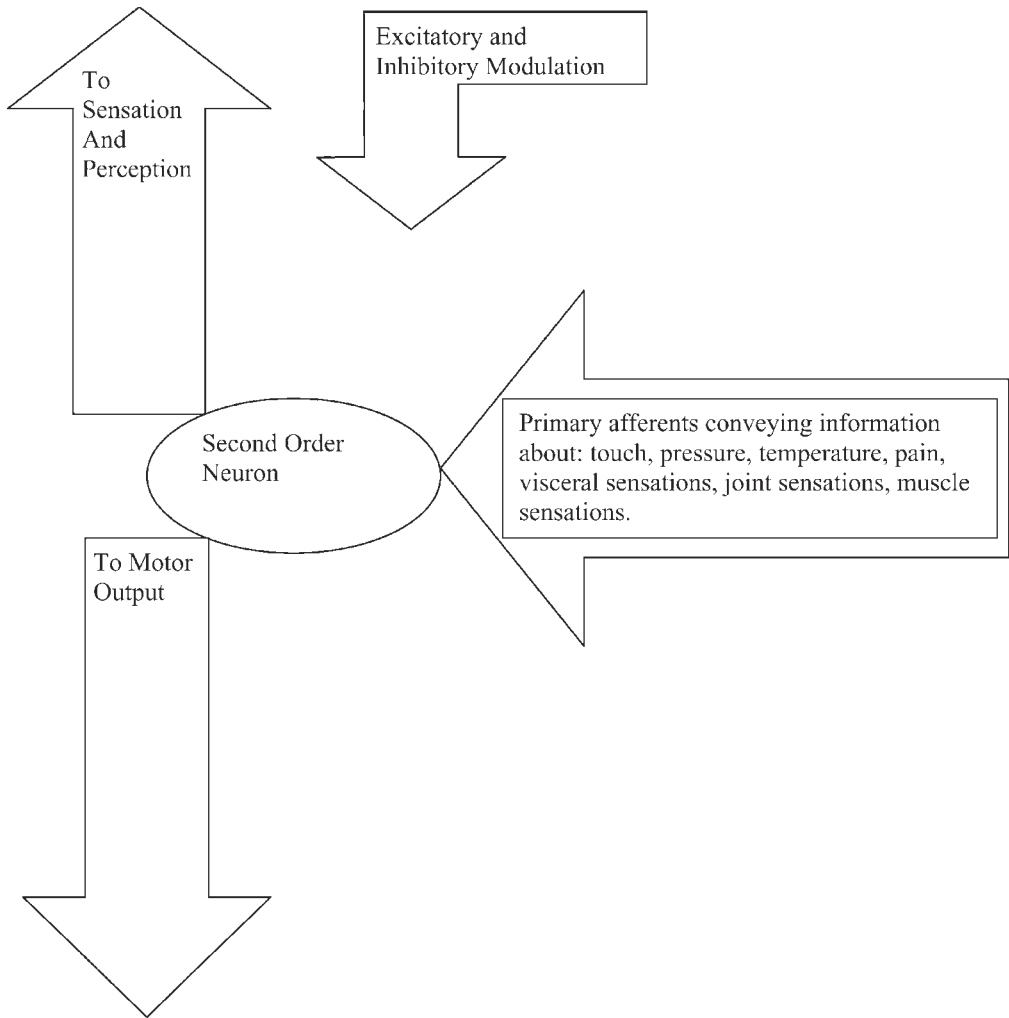 To
Sensation
And
Perception
Excitatory and
Inhibitory Modulation
Second Order
Neuron
Primary afferents conveying information
about: touch, pressure, temperature, pain,
visceral sensations, joint sensations, muscle
sensations.
To Motor
Output